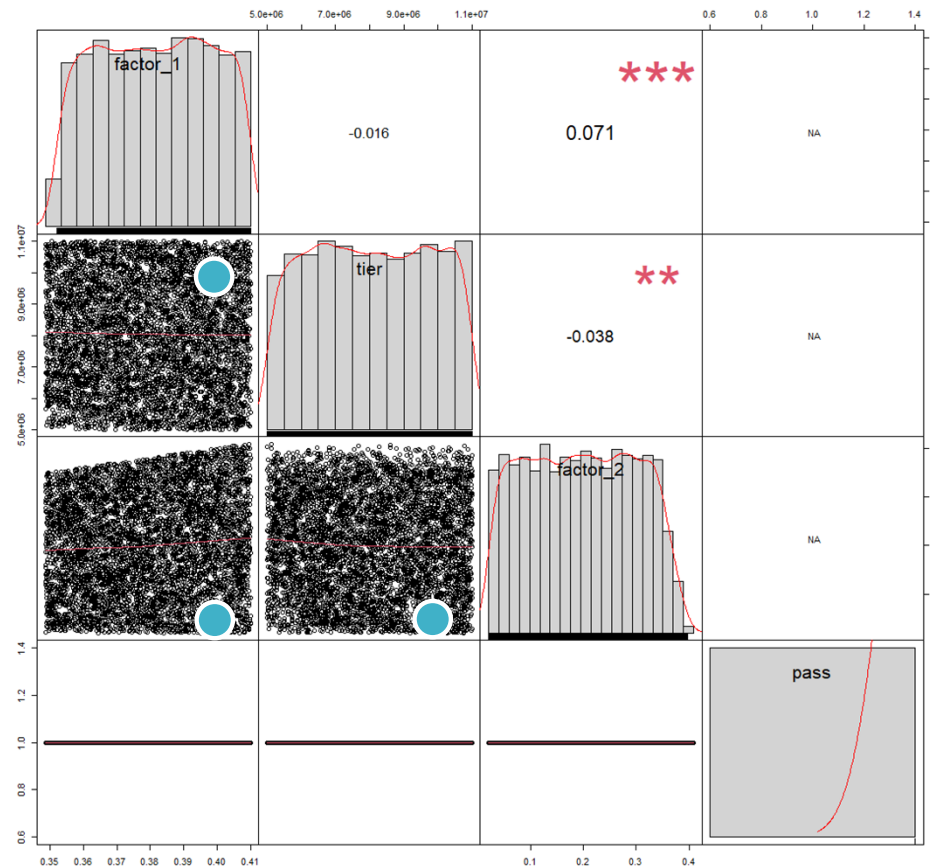 5.0e+06 7.0e+06 9.0e+06 1.1e+07 0.6 0.8 1.0 1.2 1.4
factor_1
***
-0.016
0.071
NA
1.1e+07
9.0e+06
7.0e+06
5.0e+06
tier
**
-0.038
NA
factor_2
NA
1.4
1.2
1.0
0.8
0.6
pass
0.35 0.36 0.37 0.38 0.39 0.40 0.41 0.1 0.2 0.3 0.4